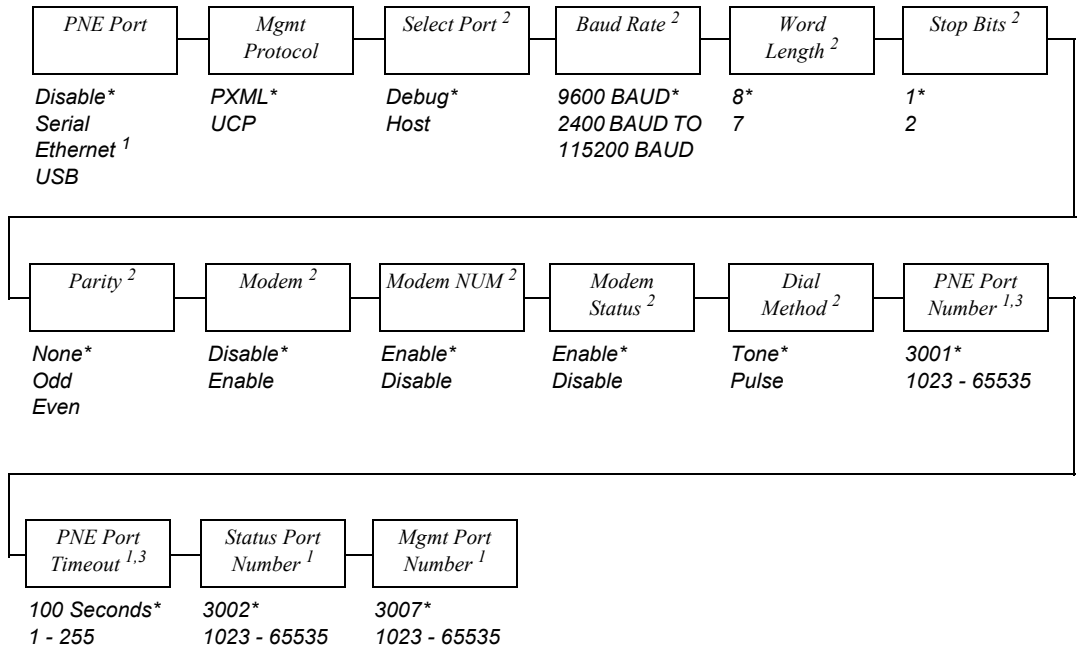 PNE Port
Mgmt
Protocol
Select Port 2
Baud Rate 2
Word
Length 2
Stop Bits 2
Disable*
Serial
Ethernet 1
USB
PXML*
UCP
Debug*
Host
9600 BAUD*
2400 BAUD TO
115200 BAUD
8*
7
1*
2
Parity 2
Modem 2
Modem NUM 2
Modem
Status 2
Dial
Method 2
PNE Port
Number 1,3
None*
Odd
Even
Disable*
Enable
Enable*
Disable
Enable*
Disable
Tone*
Pulse
3001*
1023 - 65535
PNE Port
Timeout 1,3
Status Port
Number 1
Mgmt Port
Number 1
100 Seconds*
1 - 255
3002*
1023 - 65535
3007*
1023 - 65535